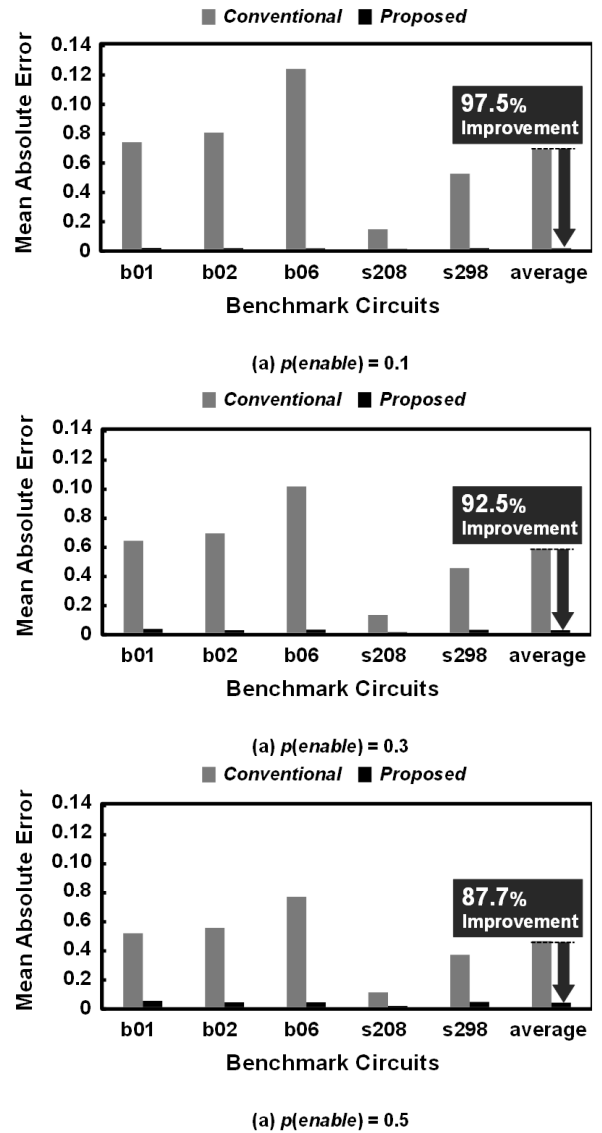 Conventional Proposed
Mean Absolute Error
0.14
0.12
0.10
0.8
0.6
0.4
0.2
0
97.5%
Improvement
b01 b02 b06 s208 s298 average
Benchmark Circuits
(a) p(enable) = 0.1
Conventional Proposed
Mean Absolute Error
0.14
0.12
0.10
0.8
0.6
0.4
0.2
0
92.5%
Improvement
b01 b02 b06 s208 s298 average
Benchmark Circuits
(a) p(enable) = 0.3
Conventional Proposed
Mean Absolute Error
0.14
0.12
0.10
0.8
0.6
0.4
0.2
0
87.7%
Improvement
b01 b02 b06 s208 s298 average
Benchmark Circuits
(a) p(enable) = 0.5